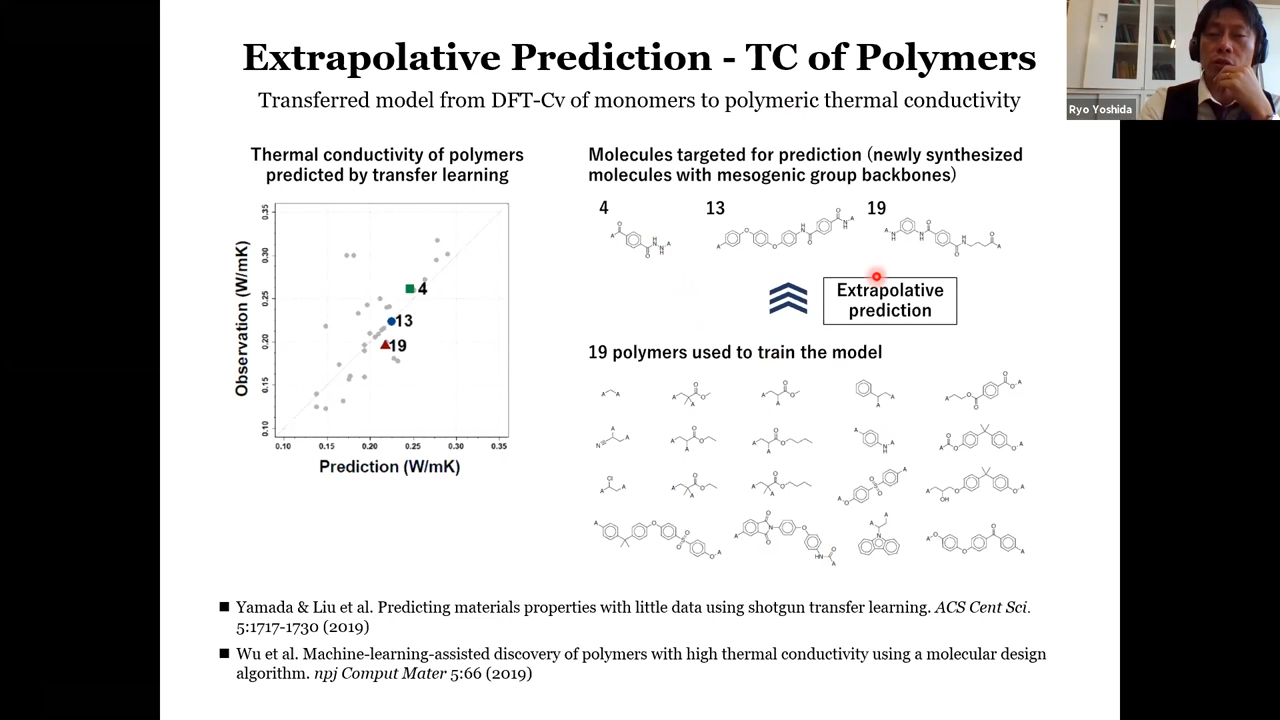 Extrapolative Prediction - TC of Polymers
Transferred model from DFT-Cv of monomers to polymeric thermal conductivity
Ryo Yoshida
Thermal conductivity of polymers
predicted by transfer learning
Observation (W/mK)
0.35
0.30
0.25
0.20
0.15
0.10
4
13
19
0.10
0.15
0.20
0.25
0.30
0.35
Prediction (W/mK)
Molecules targeted for prediction (newly synthesized
molecules with mesogenic group backbones)
4
13
19
Extrapolative
prediction
19 polymers used to train the model
■ Yamada & Liu et al. Predicting materials properties with little data using shotgun transfer learning. ACS Cent Sci.
5:1717-1730 (2019)
■ Wu et al. Machine-learning-assisted discovery of polymers with high thermal conductivity using a molecular design
algorithm. npj Comput Mater 5:66 (2019)